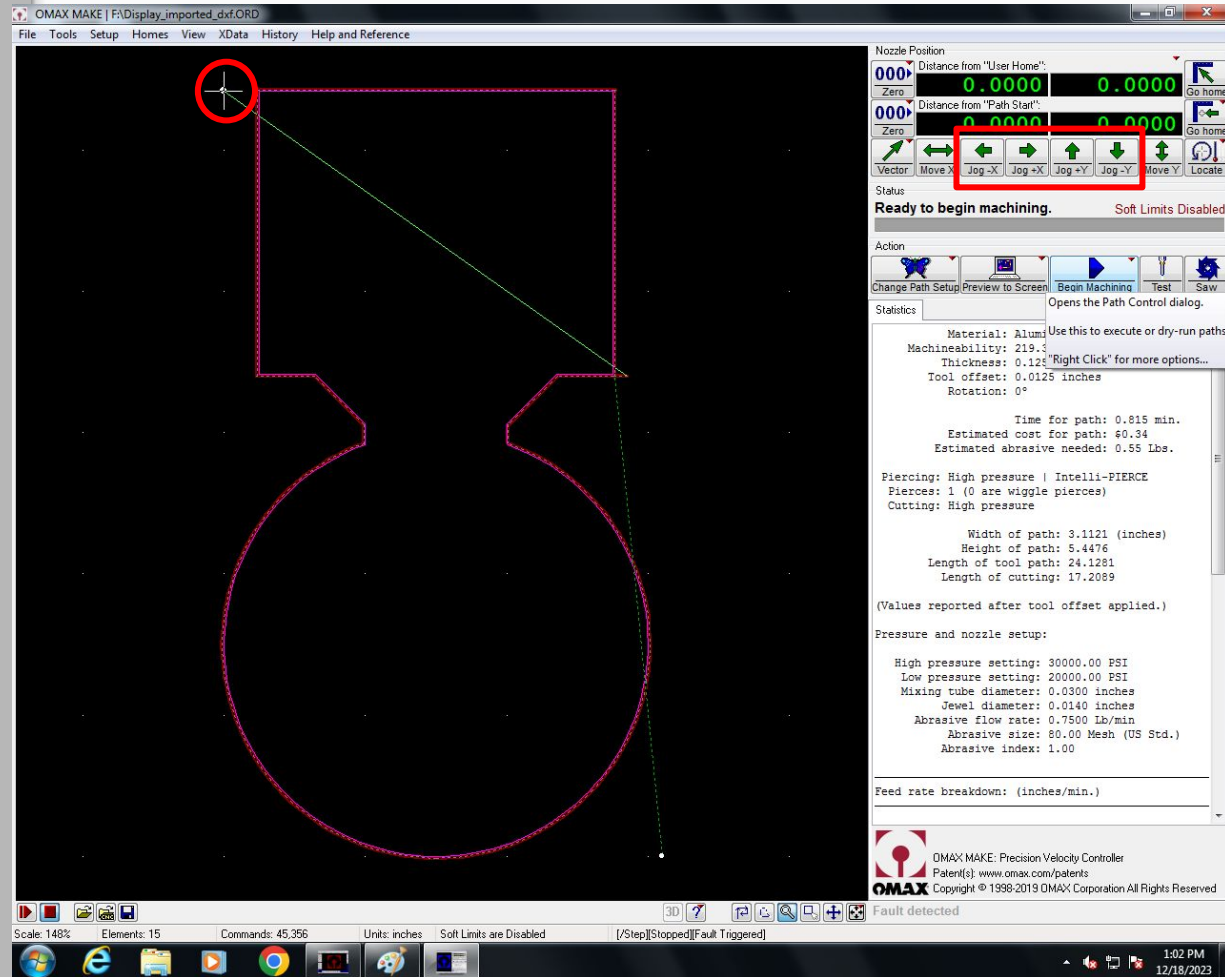 OMAX MAKE | F:\Display_imported_dxf.ORD
File Tools Setup Homes View XData History Help and Reference
Nozzle Position
Distance from "User Home":
000
Zero
0.0000 0.0000
Go home
Distance from "Path Start":
000
Zero
0.0000 0.0000
Go home
Vector Move X Jog -X Jog +X Jog +Y Jog -Y Move Y Locate
Status
Ready to begin machining. Soft Limits Disabled
Action
Change Path Setup Preview to Screen Begin Machining Test Saw
Opens the Path Control dialog.
Use this to execute or dry-run paths
"Right Click" for more options...
Statistics
Material: Alumi
Machineability: 219.3
Thickness: 0.125
Tool offset: 0.0125 inches
Rotation: 0°
Time for path: 0.815 min.
Estimated cost for path: $0.34
Estimated abrasive needed: 0.55 Lbs.
Piercing: High pressure | Intelli-PIERCE
Pierces: 1 (0 are wiggle pierces)
Cutting: High pressure
Width of path: 3.1121 (inches)
Height of path: 5.4476
Length of tool path: 24.1281
Length of cutting: 17.2089
(Values reported after tool offset applied.)
Pressure and nozzle setup:
High pressure setting: 30000.00 PSI
Low pressure setting: 20000.00 PSI
Mixing tube diameter: 0.0300 inches
Jewel diameter: 0.0140 inches
Abrasive flow rate: 0.7500 Lb/min
Abrasive size: 80.00 Mesh (US Std.)
Abrasive index: 1.00
Feed rate breakdown: (inches/min.)
OMAX MAKE: Precision Velocity Controller
Patent(s): www.omax.com/patents
OMAX Copyright © 1998-2019 OMAX Corporation All Rights Reserved
CNC
3D
Fault detected
Scale: 148% Elements: 15 Commands: 45,356 Units: inches Soft Limits are Disabled [/Step][Stopped][Fault Triggered]
1:02 PM
12/18/2023